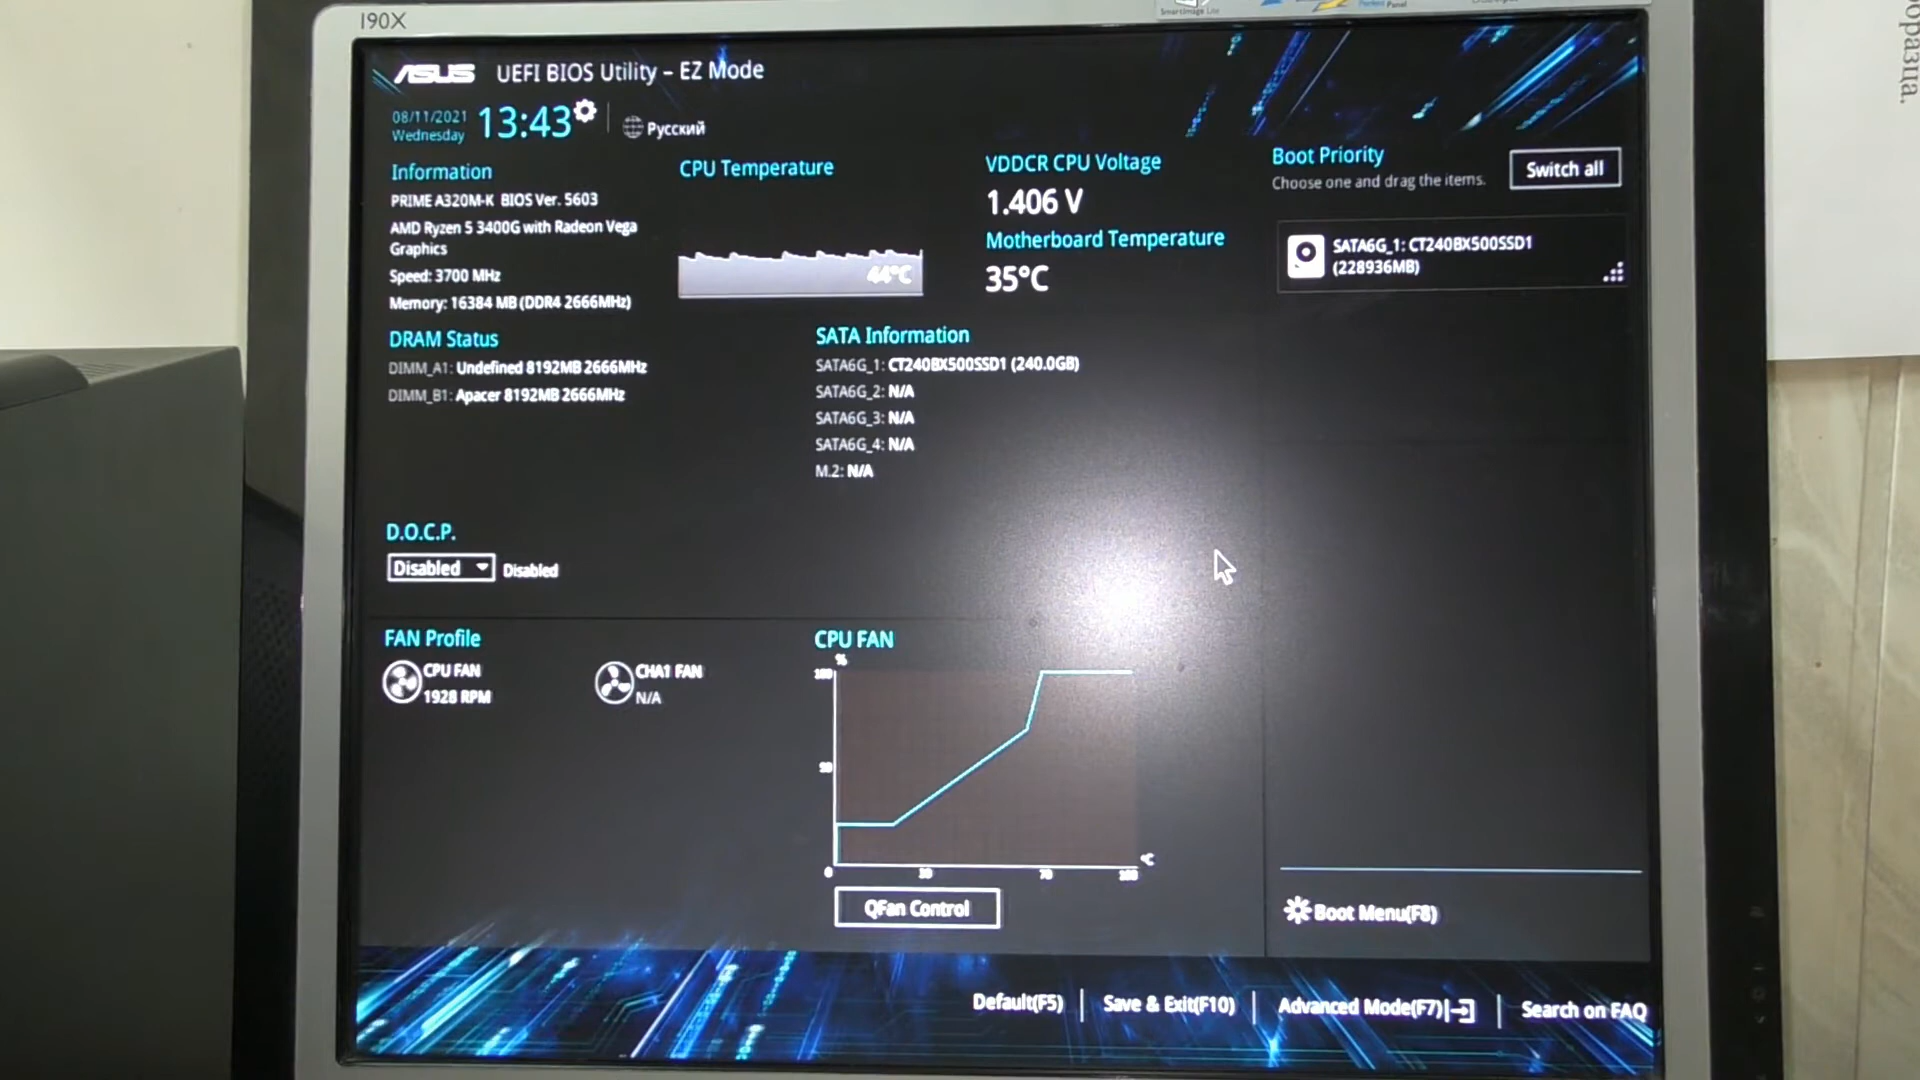 190X
SmartImage Lite
ASUS UEFI BIOS Utility – EZ Mode
08/11/2021
Wednesday
13:43
Русский
Information
PRIME A320M-K BIOS Ver. 5603
AMD Ryzen 5 3400G with Radeon Vega
Graphics
Speed: 3700 MHz
Memory: 16384 MB (DDR4 2666MHz)
CPU Temperature
44°C
VDDCR CPU Voltage
1.406 V
Motherboard Temperature
35°C
Boot Priority
Choose one and drag the items.
Switch all
SATA6G_1: CT240BX500SSD1
(228936MB)
DRAM Status
DIMM_A1: Undefined 8192MB 2666MHz
DIMM_B1: Apacer 8192MB 2666MHz
SATA Information
SATA6G_1: CT240BX500SSD1 (240.0GB)
SATA6G_2: N/A
SATA6G_3: N/A
SATA6G_4: N/A
M.2: N/A
D.O.C.P.
Disabled Disabled
FAN Profile
CPU FAN
1928 RPM
CHA1 FAN
N/A
CPU FAN
%
100
50
°C
0 30 70 100
QFan Control
Boot Menu(F8)
Default(F5) Save & Exit(F10) Advanced Mode(F7) Search on FAQ
образца.